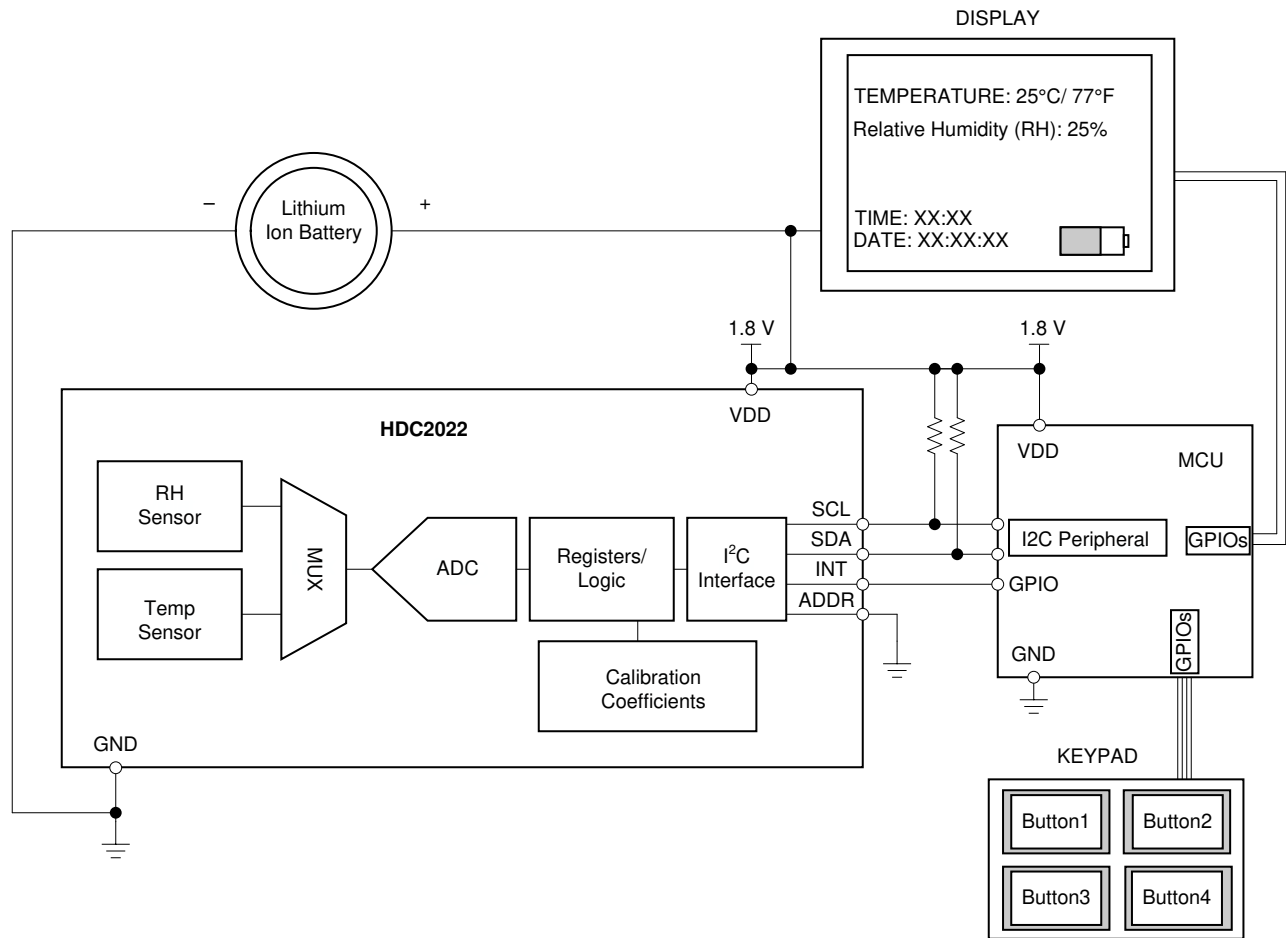 DISPLAY
TEMPERATURE: 25°C/ 77°F
Relative Humidity (RH): 25%
TIME: XX:XX
DATE: XX:XX:XX
–
Lithium
Ion Battery
+
1.8 V
1.8 V
VDD
HDC2022
RH
Sensor
Temp
Sensor
MUX
ADC
Registers/
Logic
I²C
Interface
Calibration
Coefficients
SCL
SDA
INT
ADDR
GND
VDD
MCU
I2C Peripheral
GPIOs
GPIO
GND
GPIOs
KEYPAD
Button1
Button2
Button3
Button4